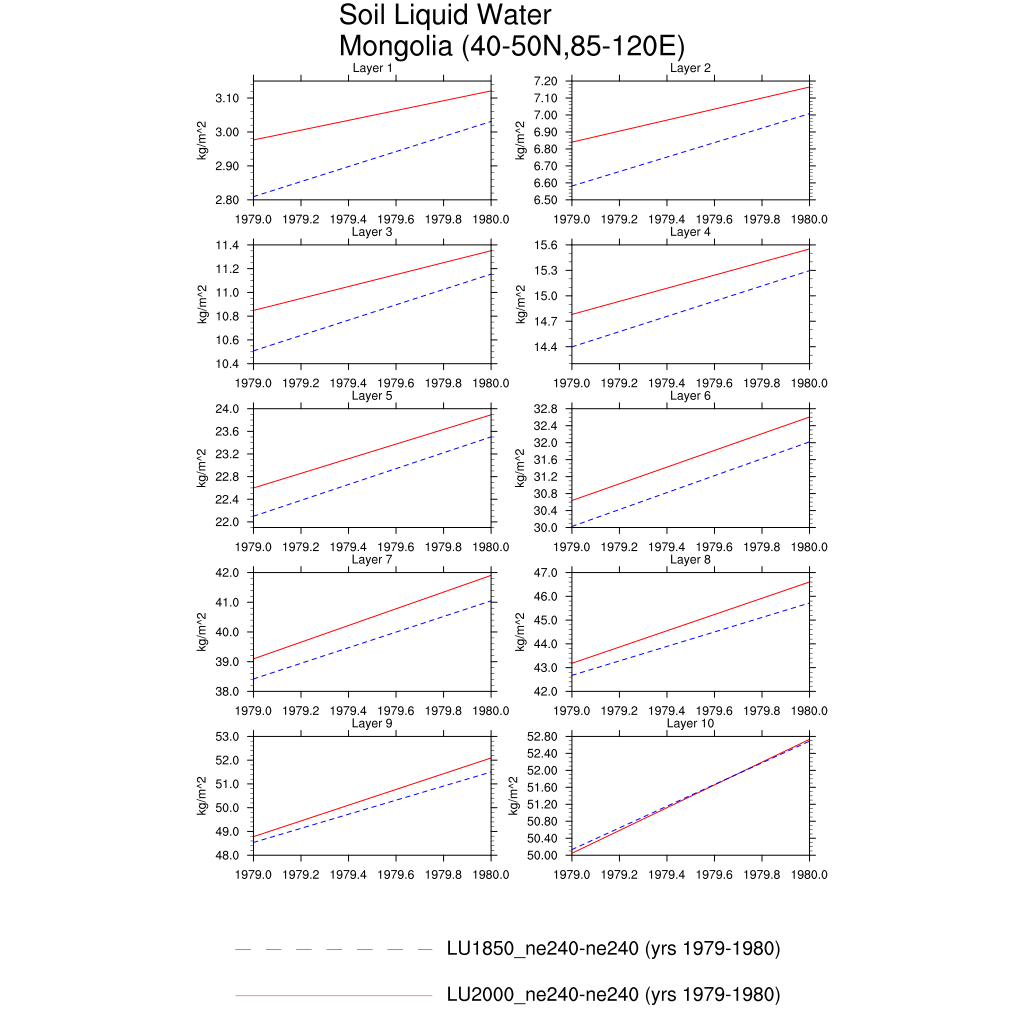 Soil Liquid Water
Mongolia (40-50N,85-120E)
Layer 1
kg/m^2
3.10
3.00
2.90
2.80
1979.0 1979.2 1979.4 1979.6 1979.8 1980.0
Layer 2
kg/m^2
7.20
7.10
7.00
6.90
6.80
6.70
6.60
6.50
1979.0 1979.2 1979.4 1979.6 1979.8 1980.0
Layer 3
kg/m^2
11.4
11.2
11.0
10.8
10.6
10.4
1979.0 1979.2 1979.4 1979.6 1979.8 1980.0
Layer 4
kg/m^2
15.6
15.3
15.0
14.7
14.4
1979.0 1979.2 1979.4 1979.6 1979.8 1980.0
Layer 5
kg/m^2
24.0
23.6
23.2
22.8
22.4
22.0
1979.0 1979.2 1979.4 1979.6 1979.8 1980.0
Layer 6
kg/m^2
32.8
32.4
32.0
31.6
31.2
30.8
30.4
30.0
1979.0 1979.2 1979.4 1979.6 1979.8 1980.0
Layer 7
kg/m^2
42.0
41.0
40.0
39.0
38.0
1979.0 1979.2 1979.4 1979.6 1979.8 1980.0
Layer 8
kg/m^2
47.0
46.0
45.0
44.0
43.0
42.0
1979.0 1979.2 1979.4 1979.6 1979.8 1980.0
Layer 9
kg/m^2
53.0
52.0
51.0
50.0
49.0
48.0
1979.0 1979.2 1979.4 1979.6 1979.8 1980.0
Layer 10
kg/m^2
52.80
52.40
52.00
51.60
51.20
50.80
50.40
50.00
1979.0 1979.2 1979.4 1979.6 1979.8 1980.0
LU1850_ne240-ne240 (yrs 1979-1980)
LU2000_ne240-ne240 (yrs 1979-1980)